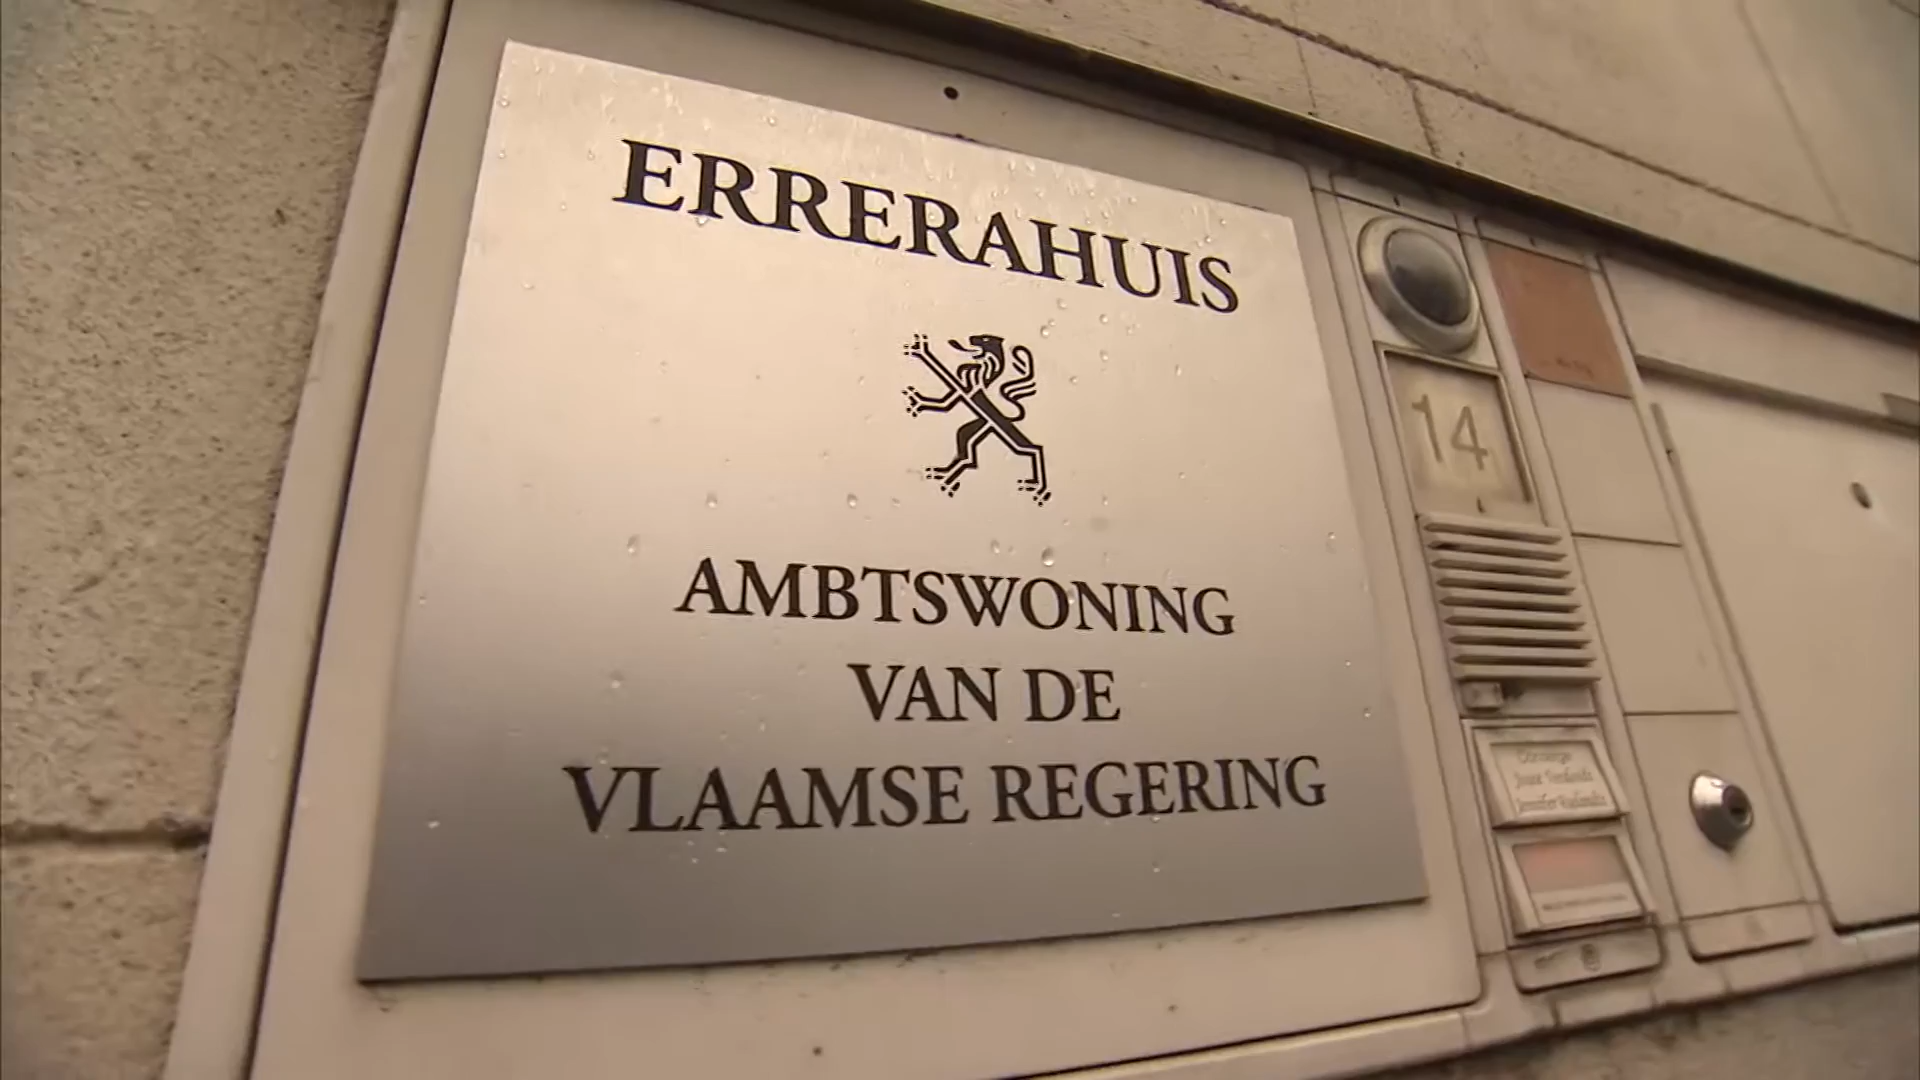 ERRERAHUIS
AMBTSWONING
VAN DE
VLAAMSE REGERING
14